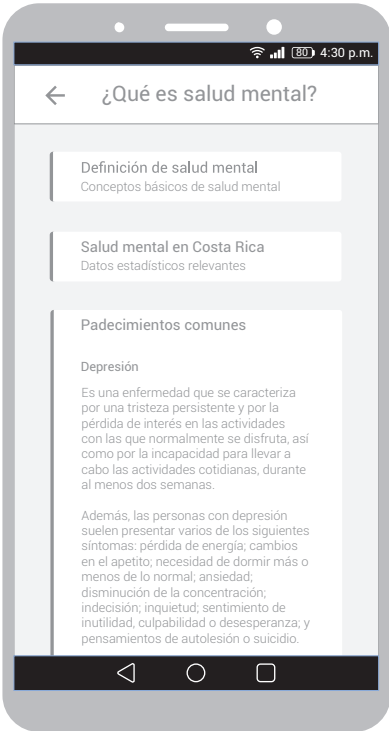 80 4:30 p.m.
¿Qué es salud mental?
Definición de salud mental
Conceptos básicos de salud mental
Salud mental en Costa Rica
Datos estadísticos relevantes
Padecimientos comunes
Depresión
Es una enfermedad que se caracteriza
por una tristeza persistente y por la
pérdida de interés en las actividades
con las que normalmente se disfruta, así
como por la incapacidad para llevar a
cabo las actividades cotidianas, durante
al menos dos semanas.
Además, las personas con depresión
suelen presentar varios de los siguientes
síntomas: pérdida de energía; cambios
en el apetito; necesidad de dormir más o
menos de lo normal; ansiedad;
disminución de la concentración;
indecisión; inquietud; sentimiento de
inutilidad, culpabilidad o desesperanza; y
pensamientos de autolesión o suicidio.